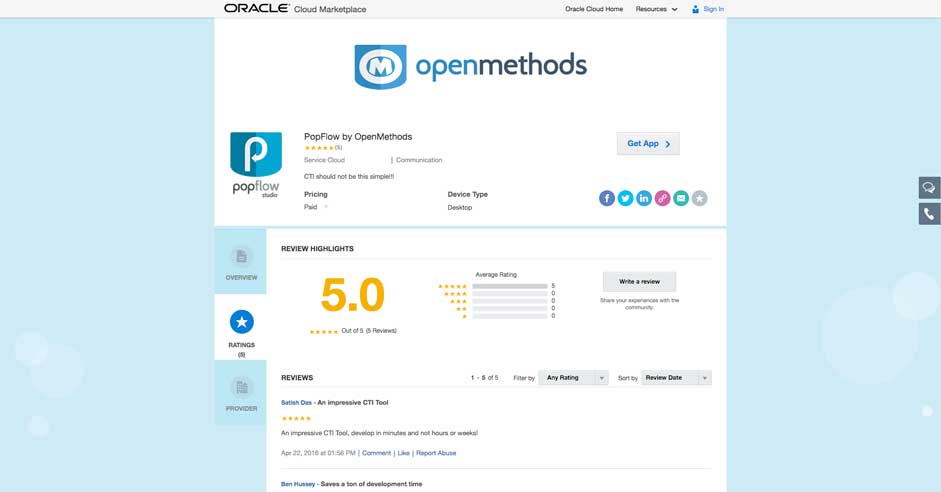 ORACLE Cloud Marketplace
Oracle Cloud Home Resources Sign In
openmethods
PopFlow by OpenMethods
(5)
Service Cloud | Communication
CTI should not be this simple!!!
Pricing Device Type
Paid Desktop
Get App
popflow
studio
OVERVIEW
RATINGS
(5)
PROVIDER
REVIEW HIGHLIGHTS
5.0
Out of 5 (5 Reviews)
Average Rating
5
0
0
0
0
Write a review
Share your experiences with the
community.
REVIEWS 1 - 5 of 5 Filter by Any Rating Sort by Review Date
Satish Das - An impressive CTI Tool
An impressive CTI Tool, develop in minutes and not hours or weeks!
Apr 22, 2016 at 01:56 PM | Comment | Like | Report Abuse
Ben Hussey - Saves a ton of development time